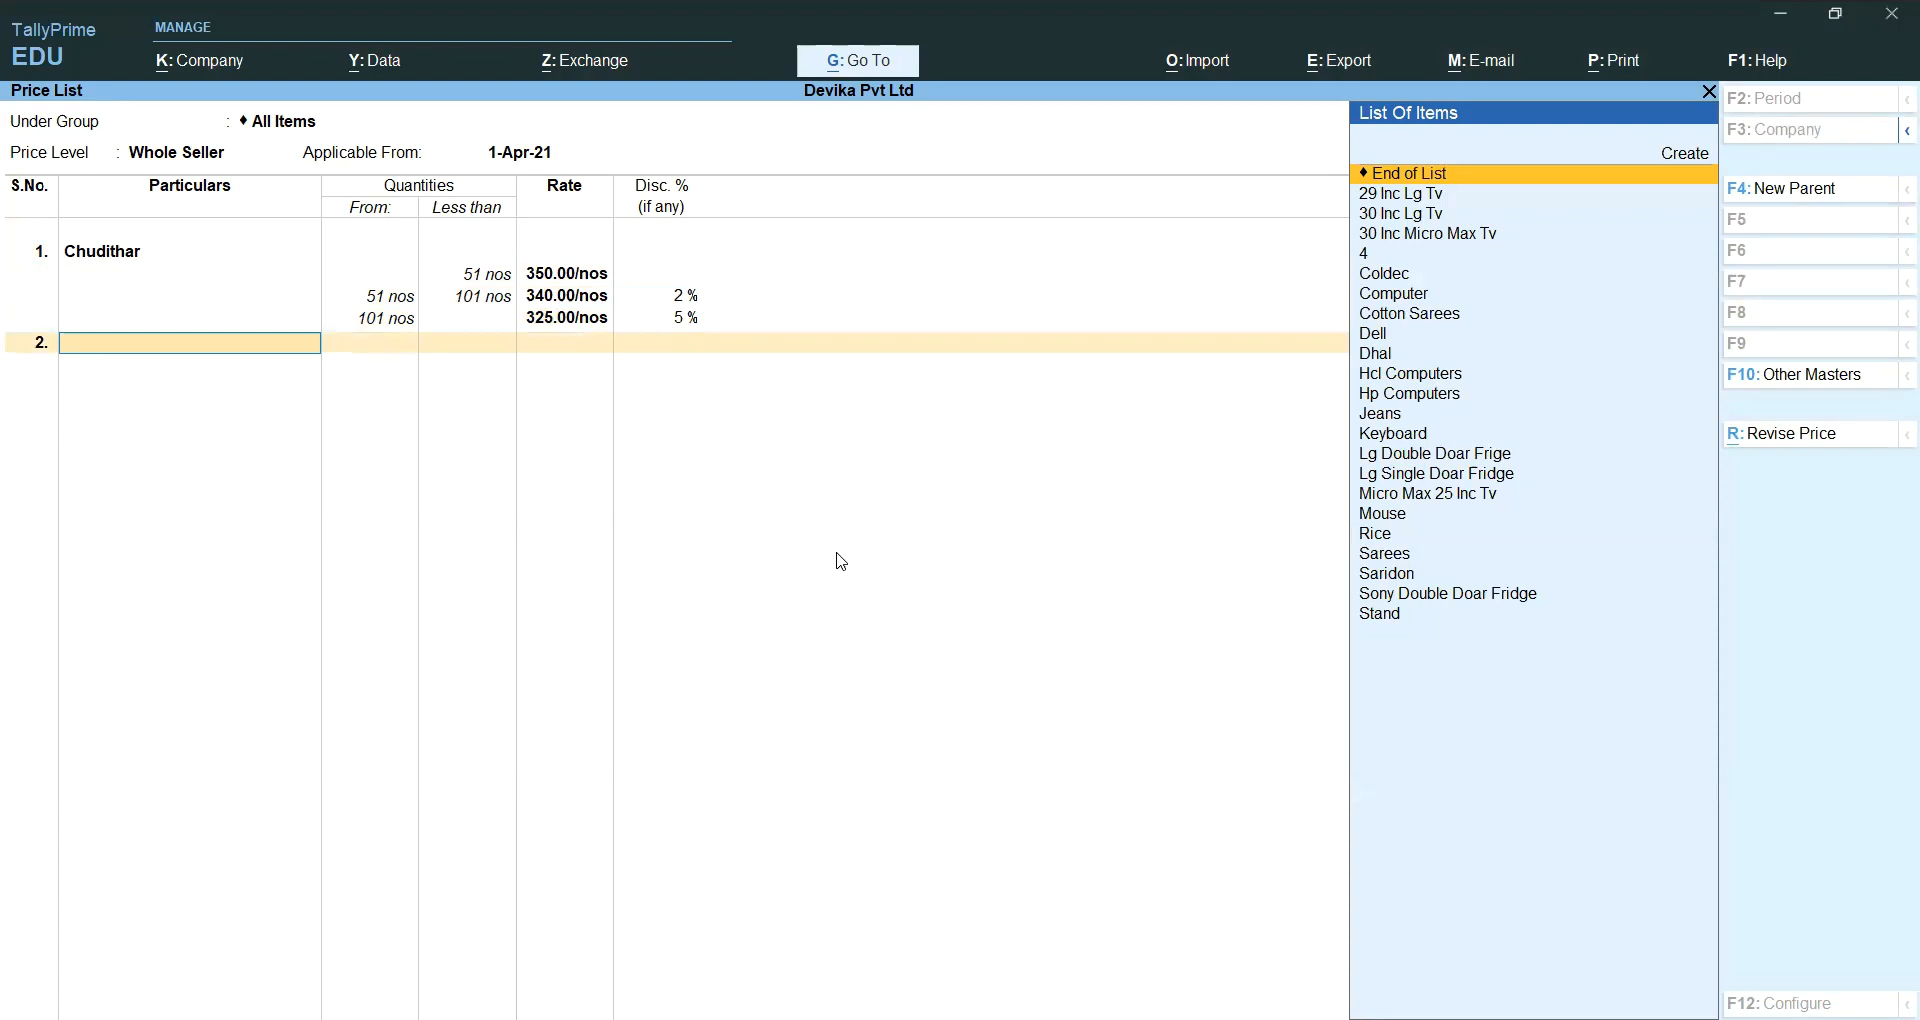 TallyPrime
EDU
MANAGE
K: Company
Y: Data
Z: Exchange
G: Go To
O: Import
E: Export
M: E-mail
P: Print
F1: Help
Price List
Devika Pvt Ltd
Under Group : ♦ All Items
Price Level : Whole Seller Applicable From: 1-Apr-21
S.No. Particulars Quantities Rate Disc. %
From: Less than (if any)
1. Chudithar
51 nos 350.00/nos
51 nos 101 nos 340.00/nos 2 %
101 nos 325.00/nos 5 %
2.
List Of Items
Create
♦ End of List
29 Inc Lg Tv
30 Inc Lg Tv
30 Inc Micro Max Tv
4
Coldec
Computer
Cotton Sarees
Dell
Dhal
Hcl Computers
Hp Computers
Jeans
Keyboard
Lg Double Doar Frige
Lg Single Doar Fridge
Micro Max 25 Inc Tv
Mouse
Rice
Sarees
Saridon
Sony Double Doar Fridge
Stand
F2: Period
F3: Company
F4: New Parent
F5
F6
F7
F8
F9
F10: Other Masters
R: Revise Price
F12: Configure